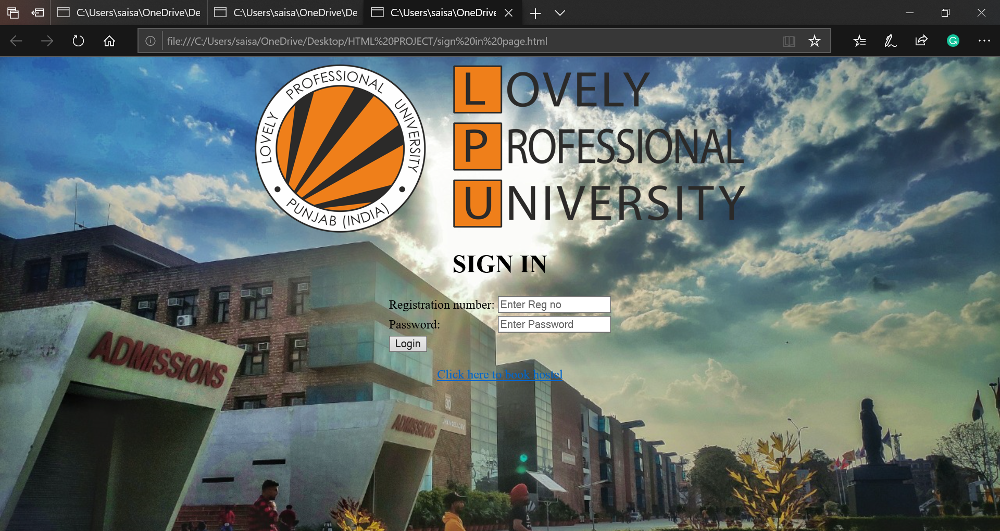 C:\Users\saisa\OneDrive\De
C:\Users\saisa\OneDrive\De
C:\Users\saisa\OneDrive
file:///C:/Users/saisa/OneDrive/Desktop/HTML%20PROJECT/sign%20in%20page.html
G
LOVELY PROFESSIONAL UNIVERSITY
PUNJAB (INDIA)
LOVELY
PROFESSIONAL
UNIVERSITY
SIGN IN
Registration number: Enter Reg no
Password: Enter Password
Login
Click here to book hostel
ADMISSIONS
30
ADMISSIONS